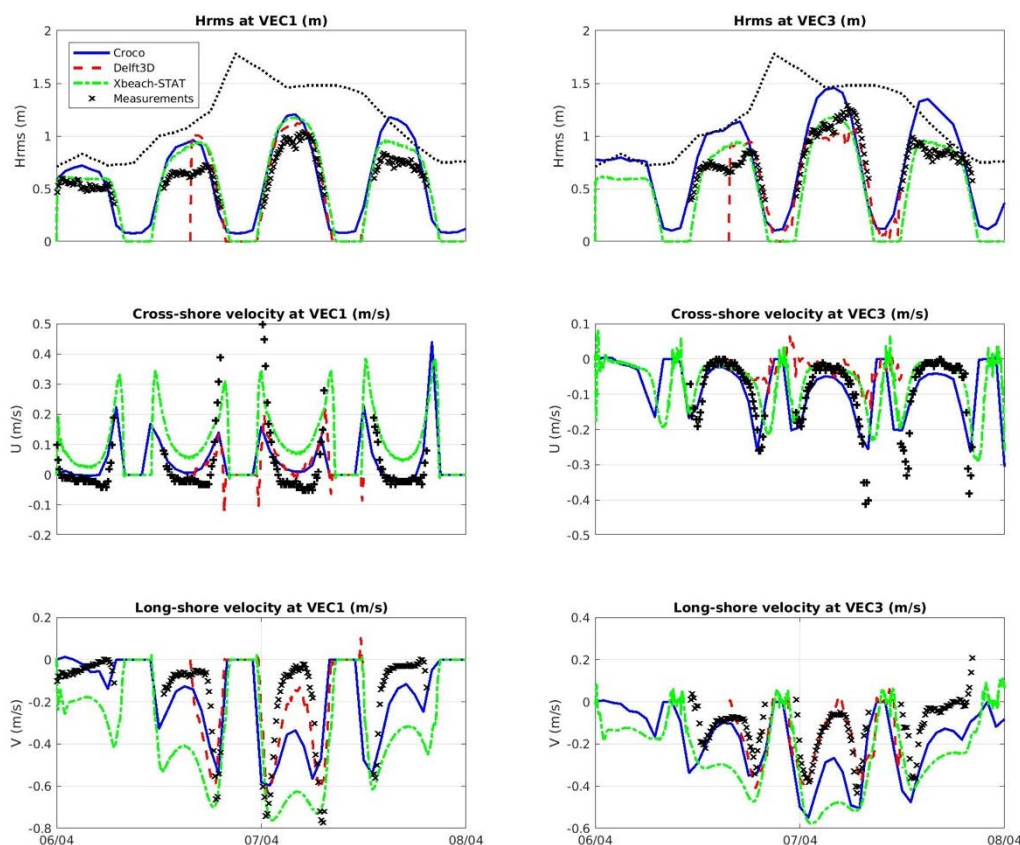 Hrms at VEC1 (m)
Hrms (m)
2
1.5
1
0.5
0
Croco
Delft3D
Xbeach-STAT
Measurements
Hrms at VEC3 (m)
Hrms (m)
2
1.5
1
0.5
0
Cross-shore velocity at VEC1 (m/s)
U (m/s)
0.5
0.4
0.3
0.2
0.1
0
-0.1
-0.2
Cross-shore velocity at VEC3 (m/s)
U (m/s)
0.1
0
-0.1
-0.2
-0.3
-0.4
-0.5
Long-shore velocity at VEC1 (m/s)
V (m/s)
0.2
0
-0.2
-0.4
-0.6
-0.8
06/04 07/04 08/04
Long-shore velocity at VEC3 (m/s)
V (m/s)
0.4
0.2
0
-0.2
-0.4
-0.6
06/04 07/04 08/04